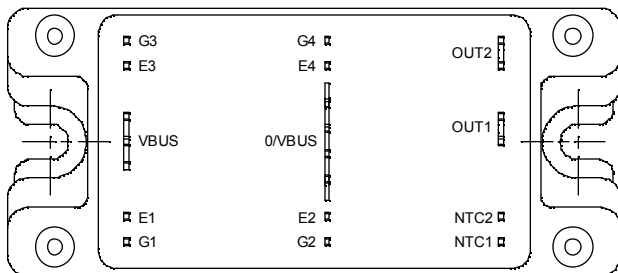 G3 G4
OUT2
E3 E4
VBUS 0/VBUS OUT1
E1 E2 NTC2
G1 G2 NTC1